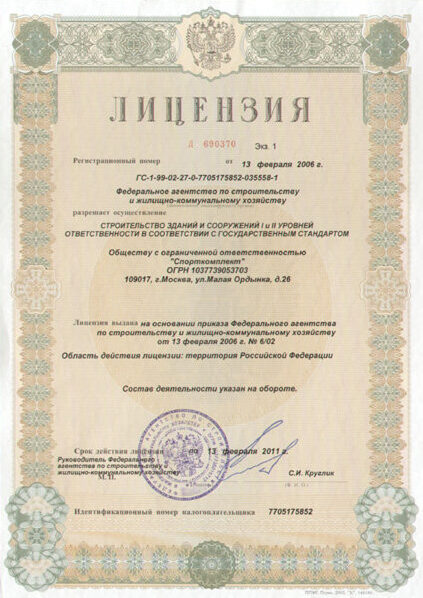 ЛИЦЕНЗИЯ
Д 690370 Экз. 1
Регистрационный номер от 13 февраля 2006 г.
ГС-1-99-02-27-0-7705175852-035558-1
Федеральное агентство по строительству
и жилищно-коммунальному хозяйству
разрешает осуществление
СТРОИТЕЛЬСТВО ЗДАНИЙ И СООРУЖЕНИЙ I и II УРОВНЕЙ
ОТВЕТСТВЕННОСТИ В СООТВЕТСТВИИ С ГОСУДАРСТВЕННЫМ СТАНДАРТОМ
Обществу с ограниченной ответственностью
"Спорткомплект"
ОГРН 1037739053703
109017, г.Москва, ул.Малая Ордынка, д.26
Лицензия выдана на основании приказа Федерального агентства
по строительству и жилищно-коммунальному хозяйству
от 13 февраля 2006 г. № 6/02
Область действия лицензии: территория Российской Федерации
Состав деятельности указан на обороте.
Срок действия лицензии по 13 февраля 2011 г.
Руководитель Федерального
агентства по строительству и
жилищно-коммунальному хозяйству
С.И. Круглик
М.П.
(Ф.И.О.)
Идентификационный номер налогоплательщика 7705175852